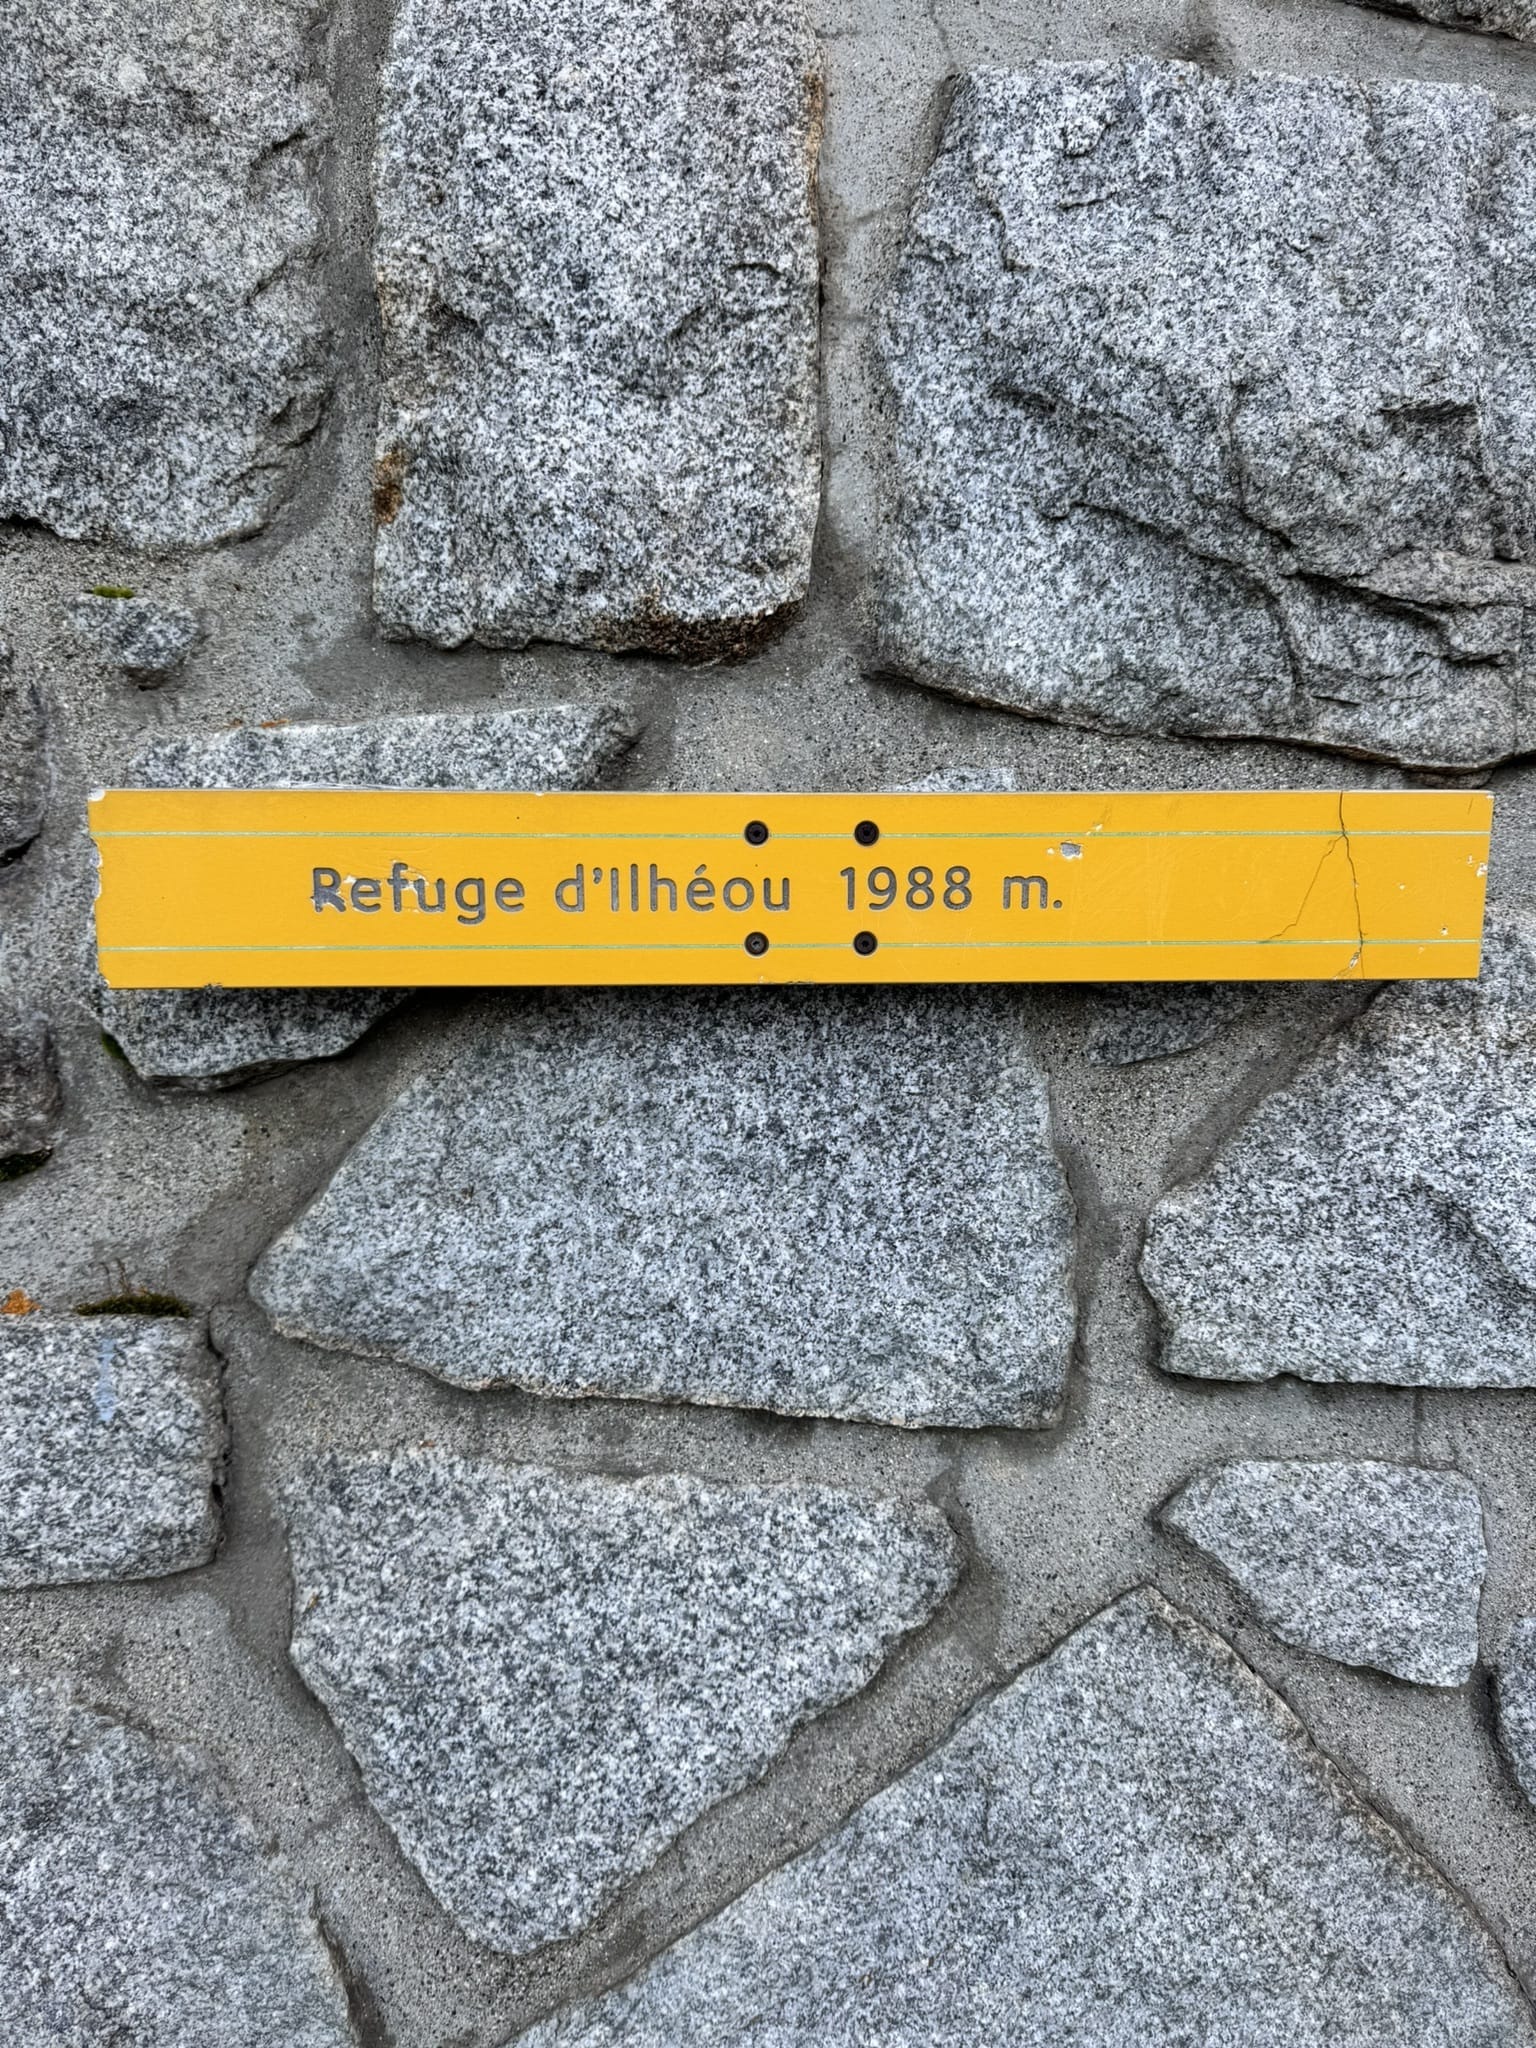 Refuge d'Ilhéou 1988 m.